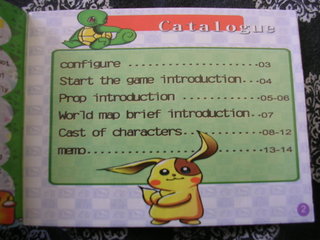 Catalogue
configure ..................03
Start the game introduction...04
Prop introduction ..........05-06
World map brief introduction..07
Cast of characters..........08-12
memo.......................13-14
2